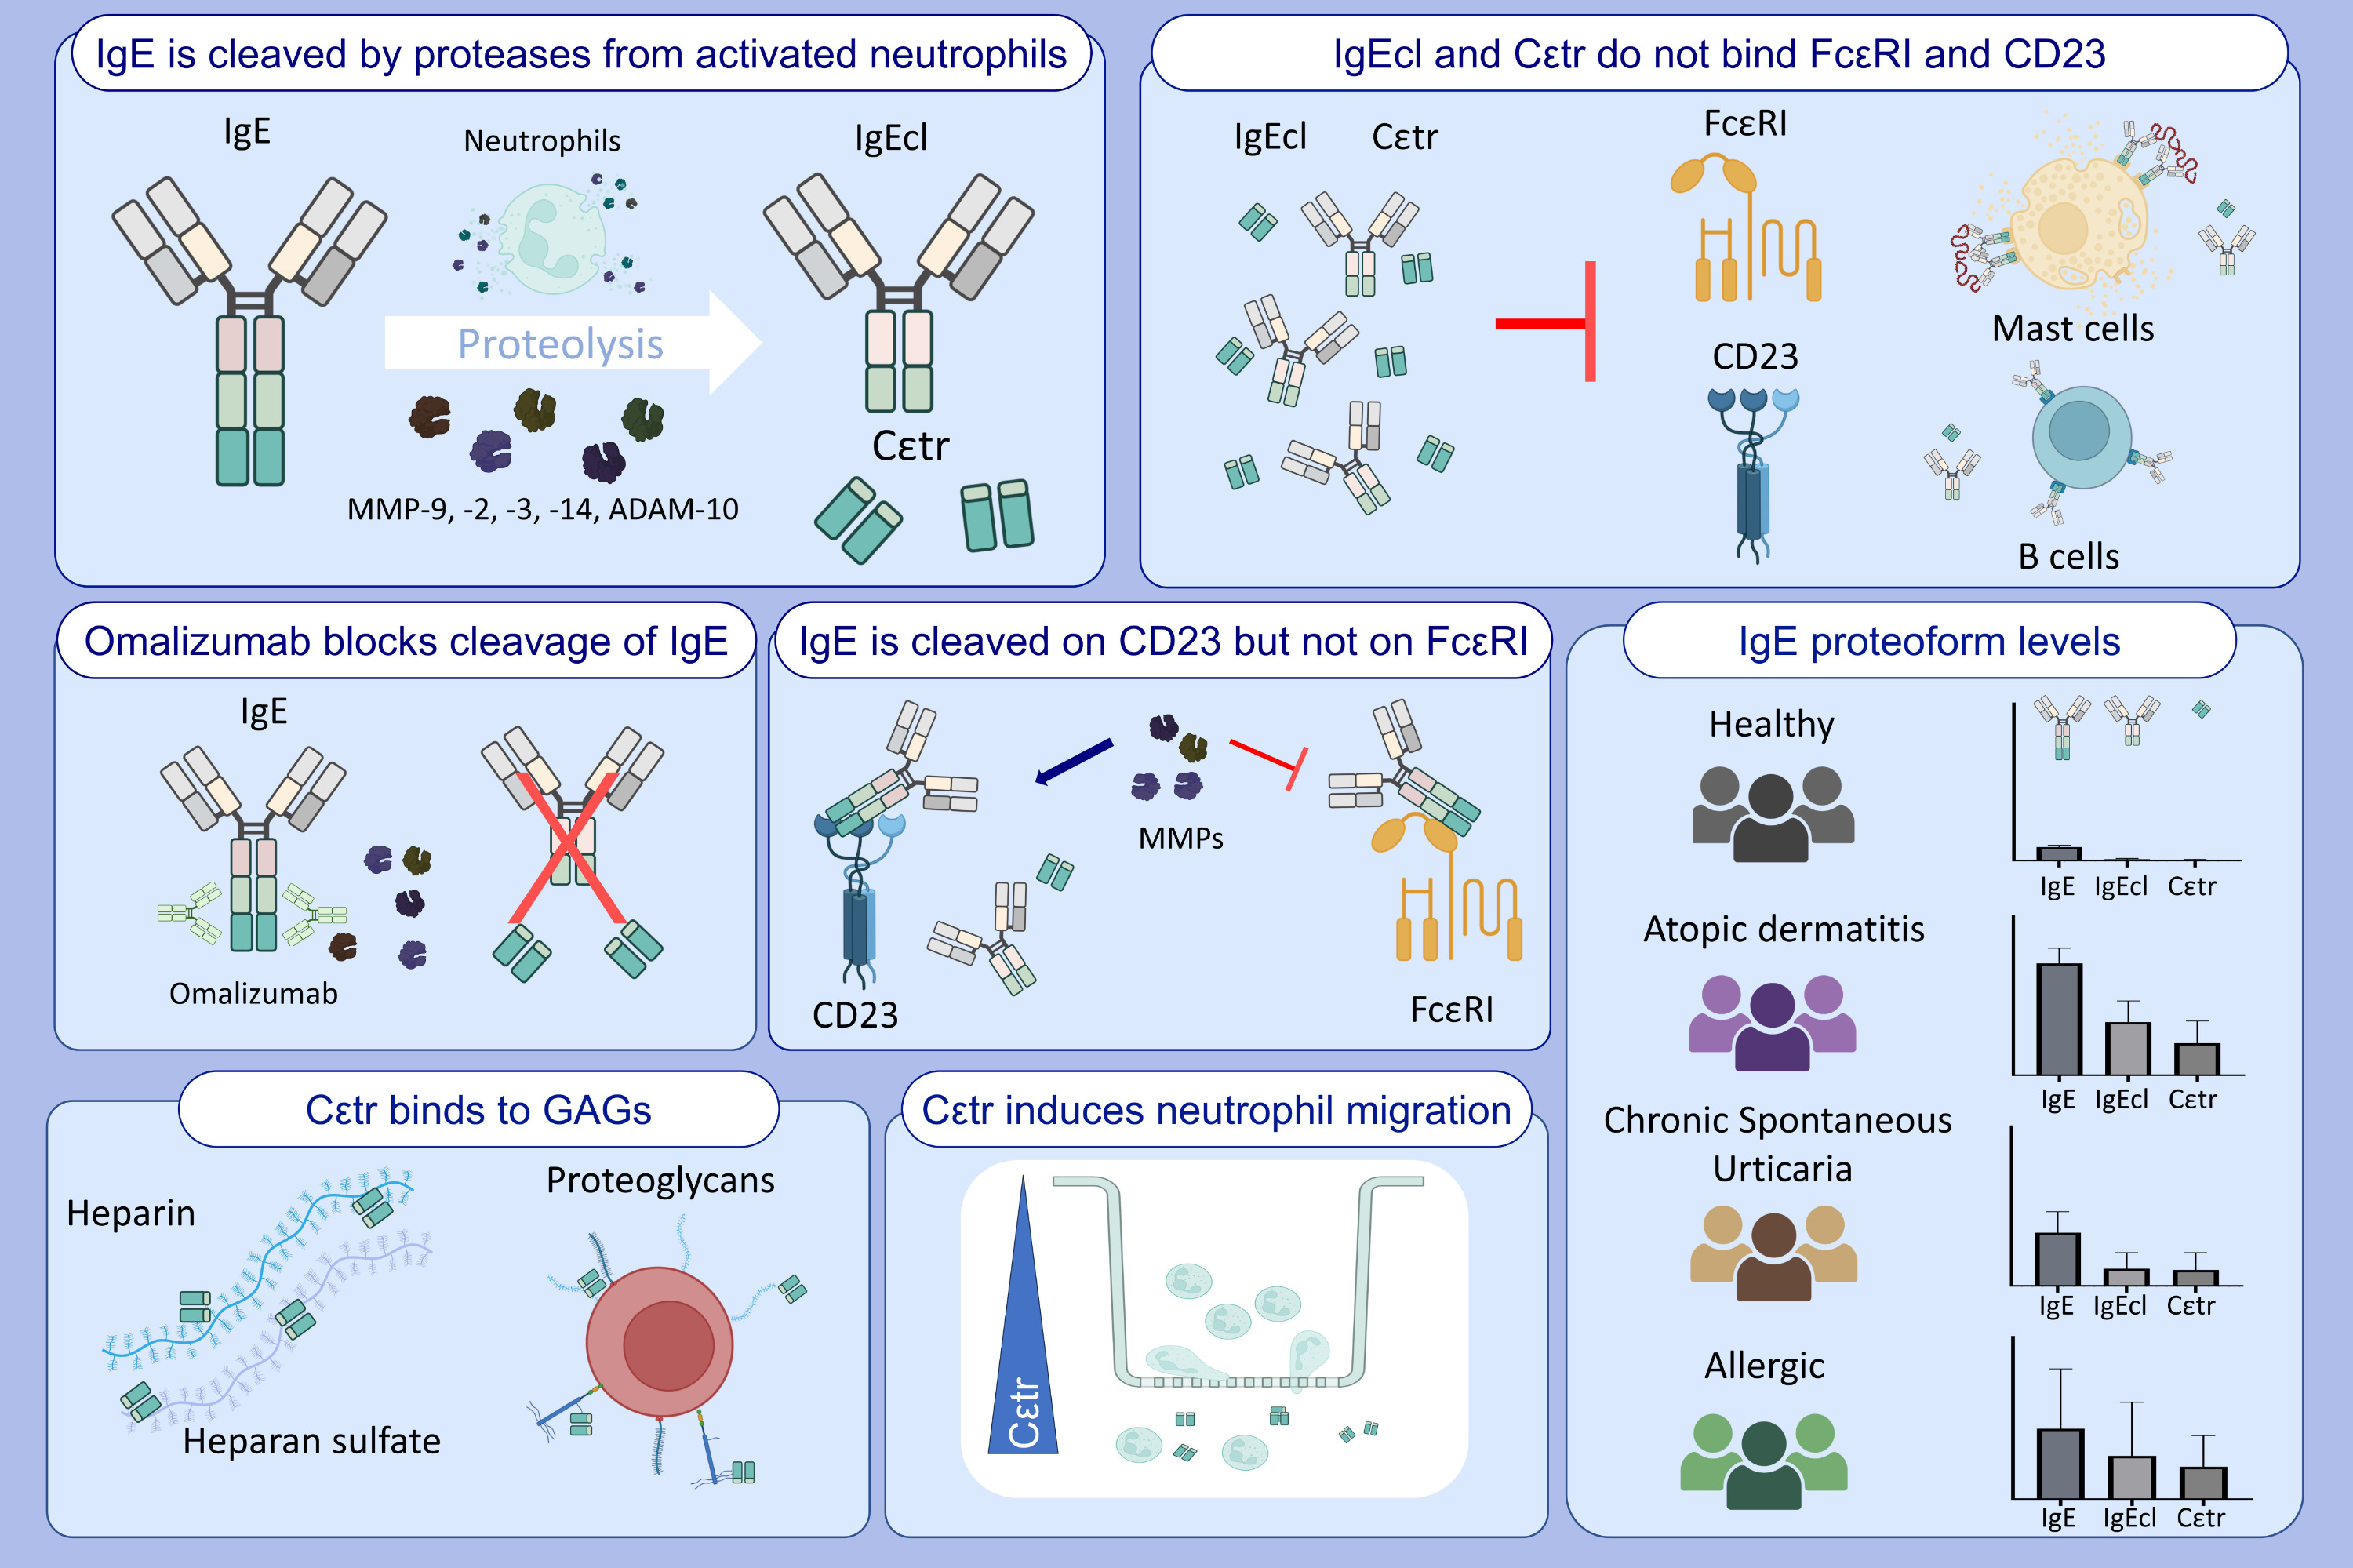 IgE is cleaved by proteases from activated neutrophils
IgE
Neutrophils
IgEcl
Proteolysis
MMP-9, -2, -3, -14, ADAM-10
Cεtr
IgEcl and Cεtr do not bind FcεRI and CD23
IgEcl
Cεtr
FcεRI
CD23
Mast cells
B cells
Omalizumab blocks cleavage of IgE
IgE
Omalizumab
IgE is cleaved on CD23 but not on FcεRI
MMPs
CD23
FcεRI
IgE proteoform levels
Healthy
IgE IgEcl Cεtr
Atopic dermatitis
IgE IgEcl Cεtr
Chronic Spontaneous
Urticaria
IgE IgEcl Cεtr
Allergic
IgE IgEcl Cεtr
Cεtr binds to GAGs
Heparin
Proteoglycans
Heparan sulfate
Cεtr induces neutrophil migration
Cεtr